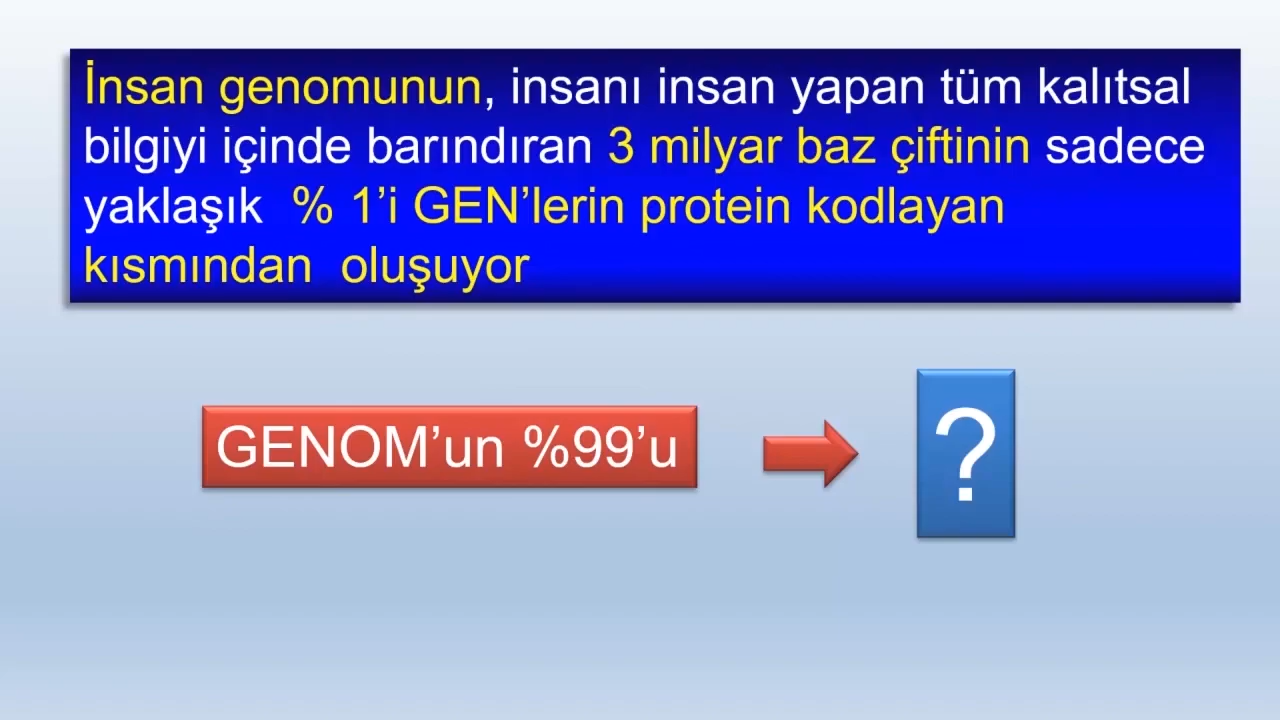 İnsan genomunun, insanı insan yapan tüm kalıtsal
bilgiyi içinde barındıran 3 milyar baz çiftinin sadece
yaklaşık % 1’i GEN’lerin protein kodlayan
kısmından oluşuyor
GENOM’un %99’u
?